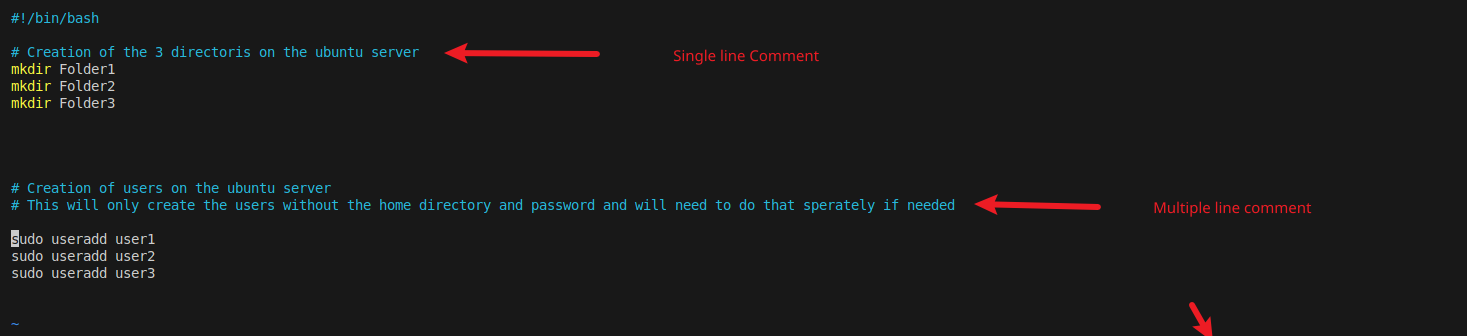 #!/bin/bash
# Creation of the 3 directoris on the ubuntu server
Single line Comment
mkdir Folder1
mkdir Folder2
mkdir Folder3
# Creation of users on the ubuntu server
# This will only create the users without the home directory and password and will need to do that sperately if needed
Multiple line comment
sudo useradd user1
sudo useradd user2
sudo useradd user3
~